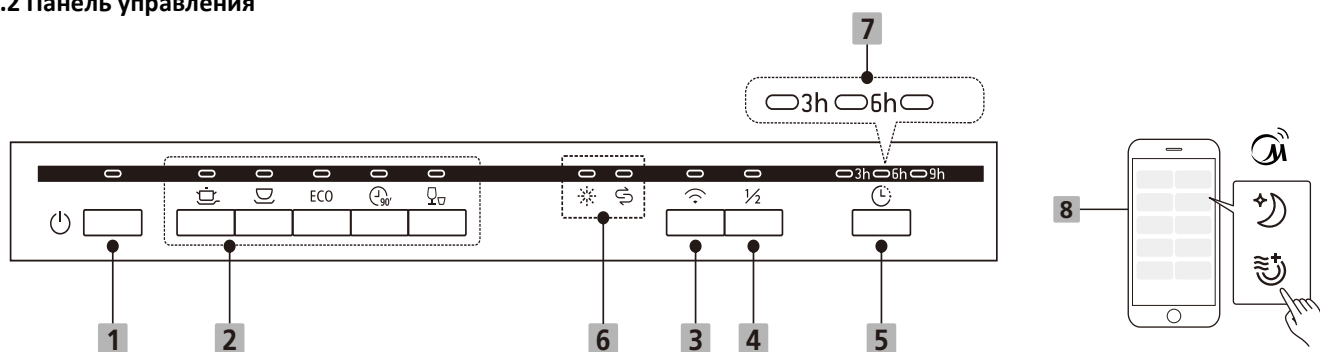 .2 Панель управления
7
3h 6h
3h 6h 9h
ECO 90' 1/2
8
1 2 6 3 4 5